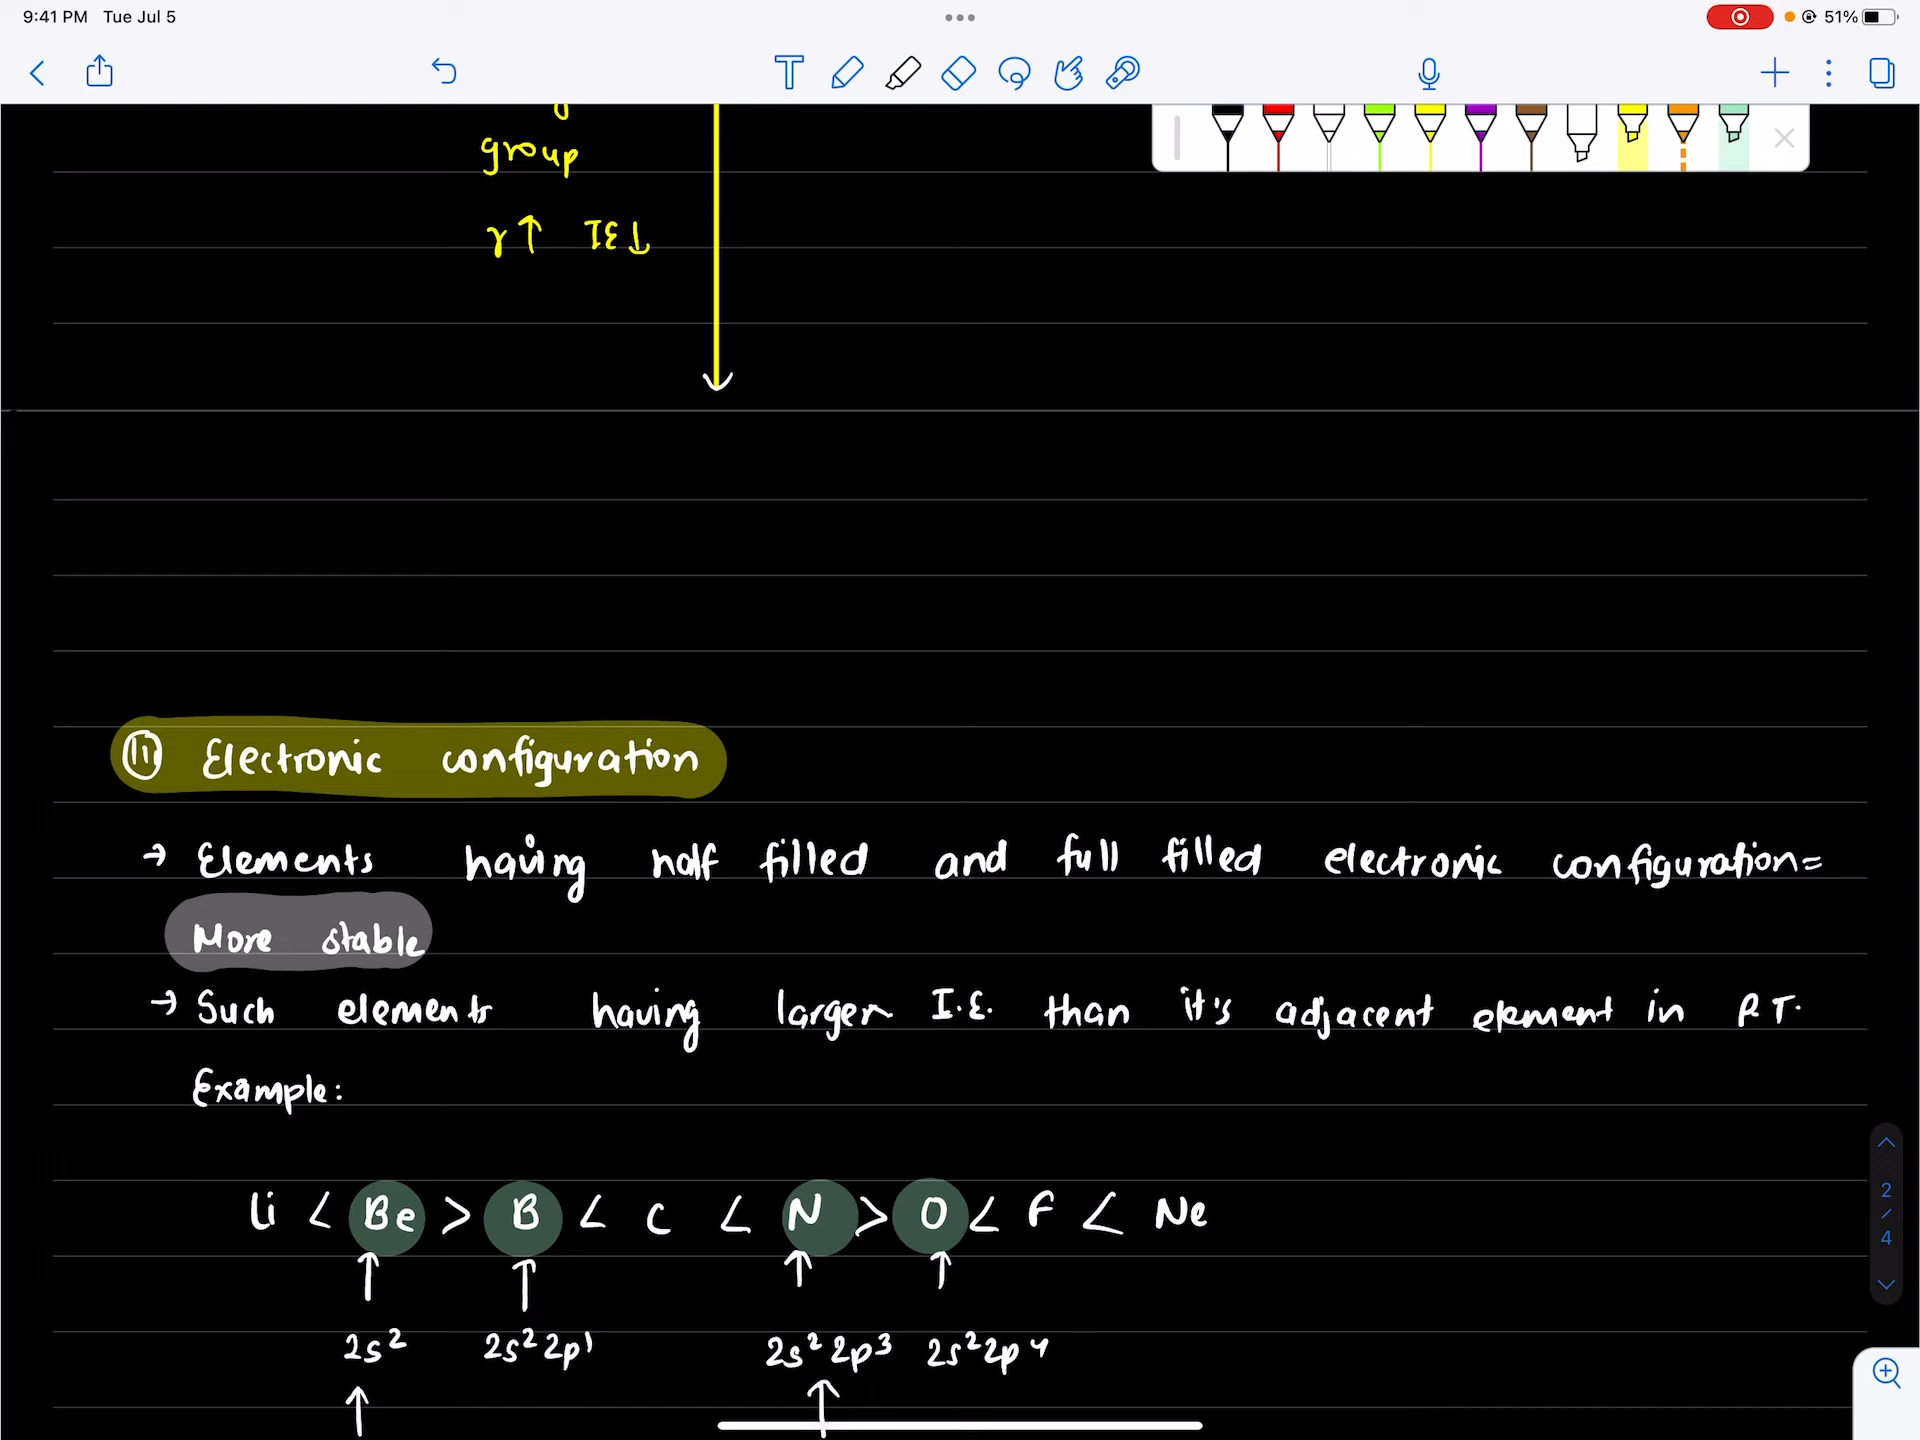 9:41 PM Tue Jul 5
51%
group
r↑ IE↓
(ii) Electronic configuration
→ Elements having half filled and full filled electronic configuration=
More stable
→ Such elements having larger I.E. than it's adjacent element in P.T.
Example:
Li < Be > B < C < N > O < F < Ne
↑ ↑ ↑ ↑
2s² 2s²2p¹ 2s²2p³ 2s²2p⁴
↑ ↑
2
/
4